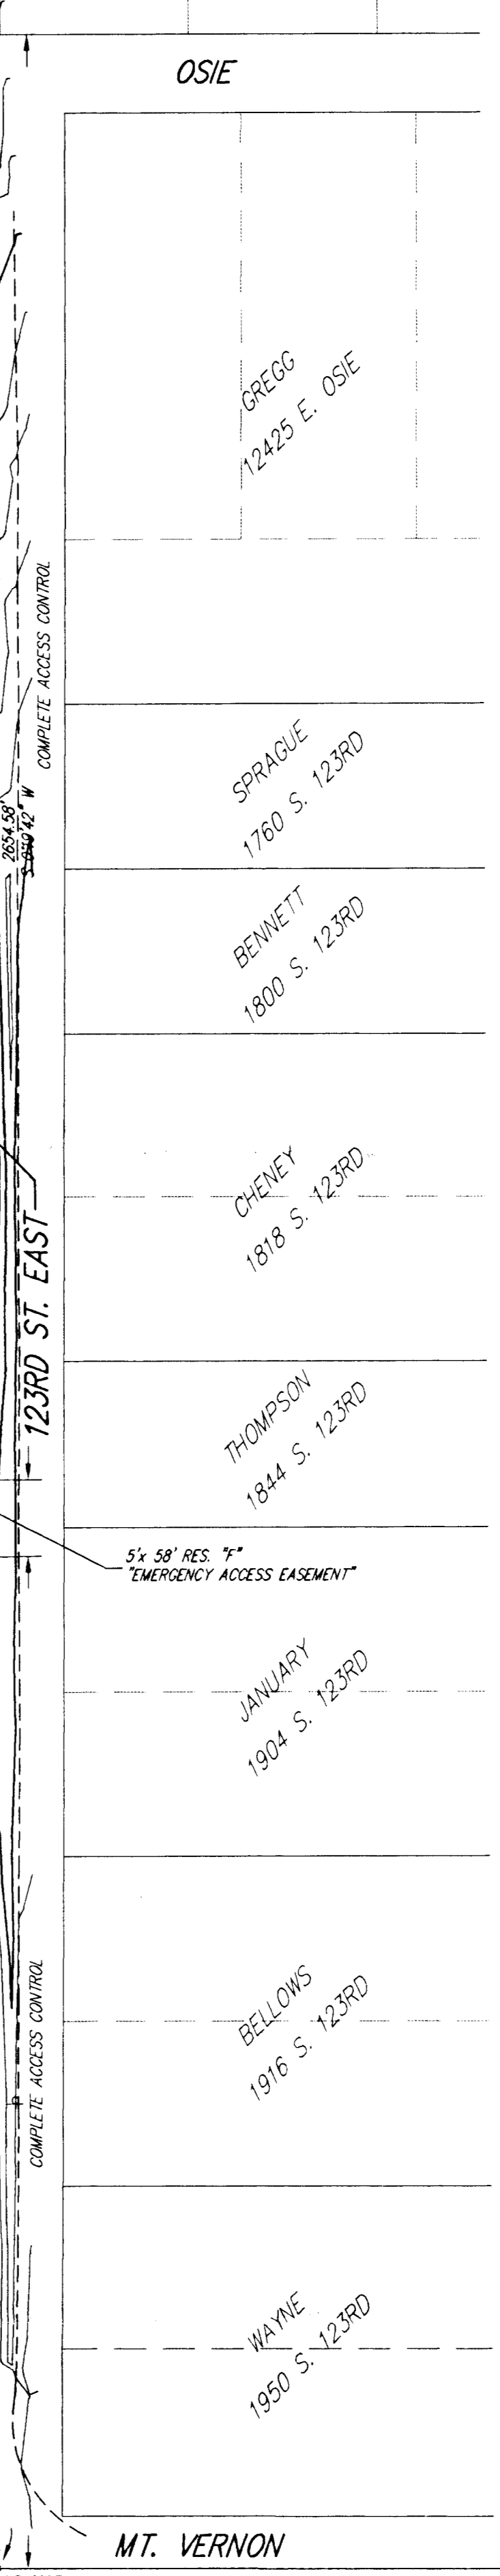 OSIE
GREGG
12425 E. OSIE
COMPLETE ACCESS CONTROL
SPRAGUE
1760 S. 123RD
2654.58'
BENNETT
1800 S. 123RD
CHENEY
1818 S. 123RD
123RD ST. EAST
THOMPSON
1844 S. 123RD
5'x 58' RES. "F"
"EMERGENCY ACCESS EASEMENT"
JANUARY
1904 S. 123RD
COMPLETE ACCESS CONTROL
BELLOWS
1916 S. 123RD
WAYNE
1950 S. 123RD
MT. VERNON